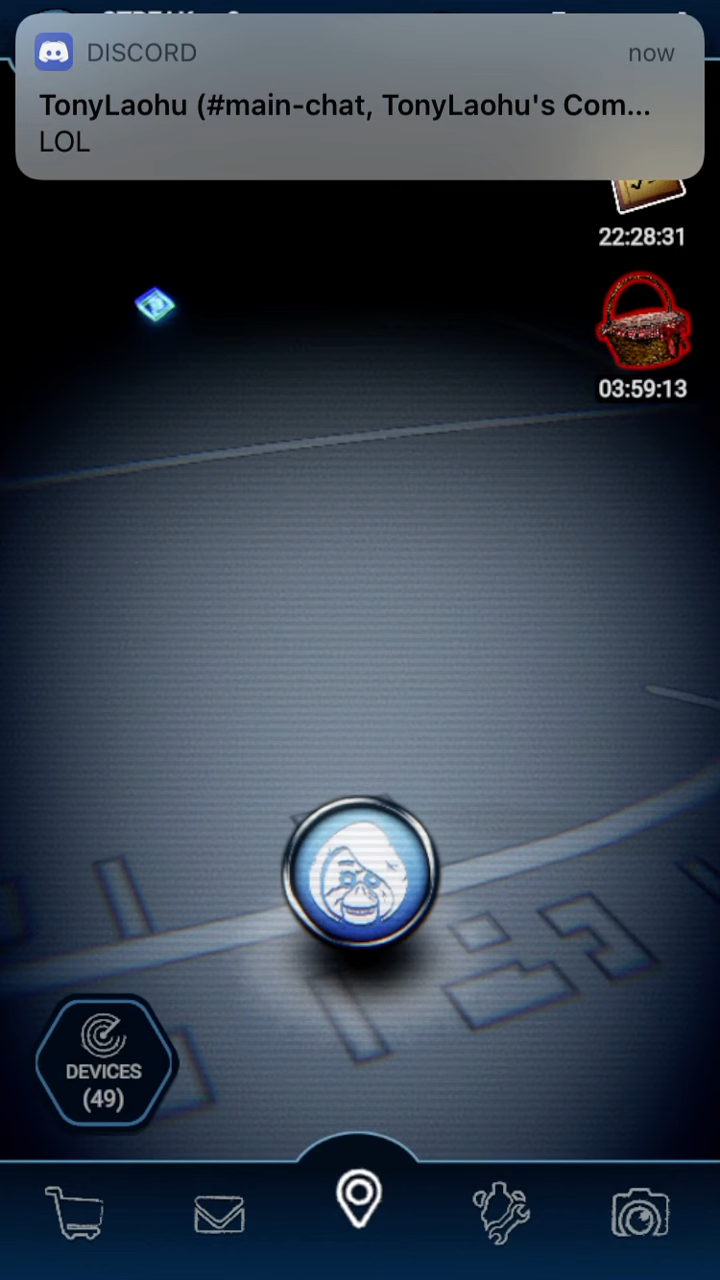 DISCORD
now
TonyLaohu (#main-chat, TonyLaohu's Com...
LOL
22:28:31
03:59:13
DEVICES
(49)